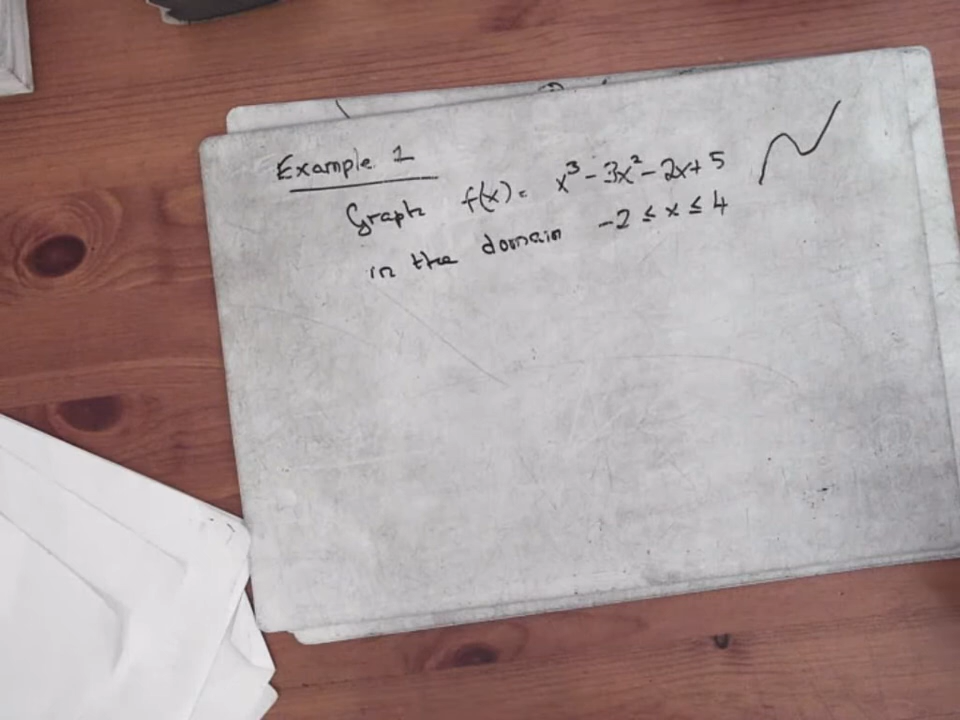 Example 1
Graph f(x) = x³ - 3x² - 2x + 5
in the domain -2 ≤ x ≤ 4